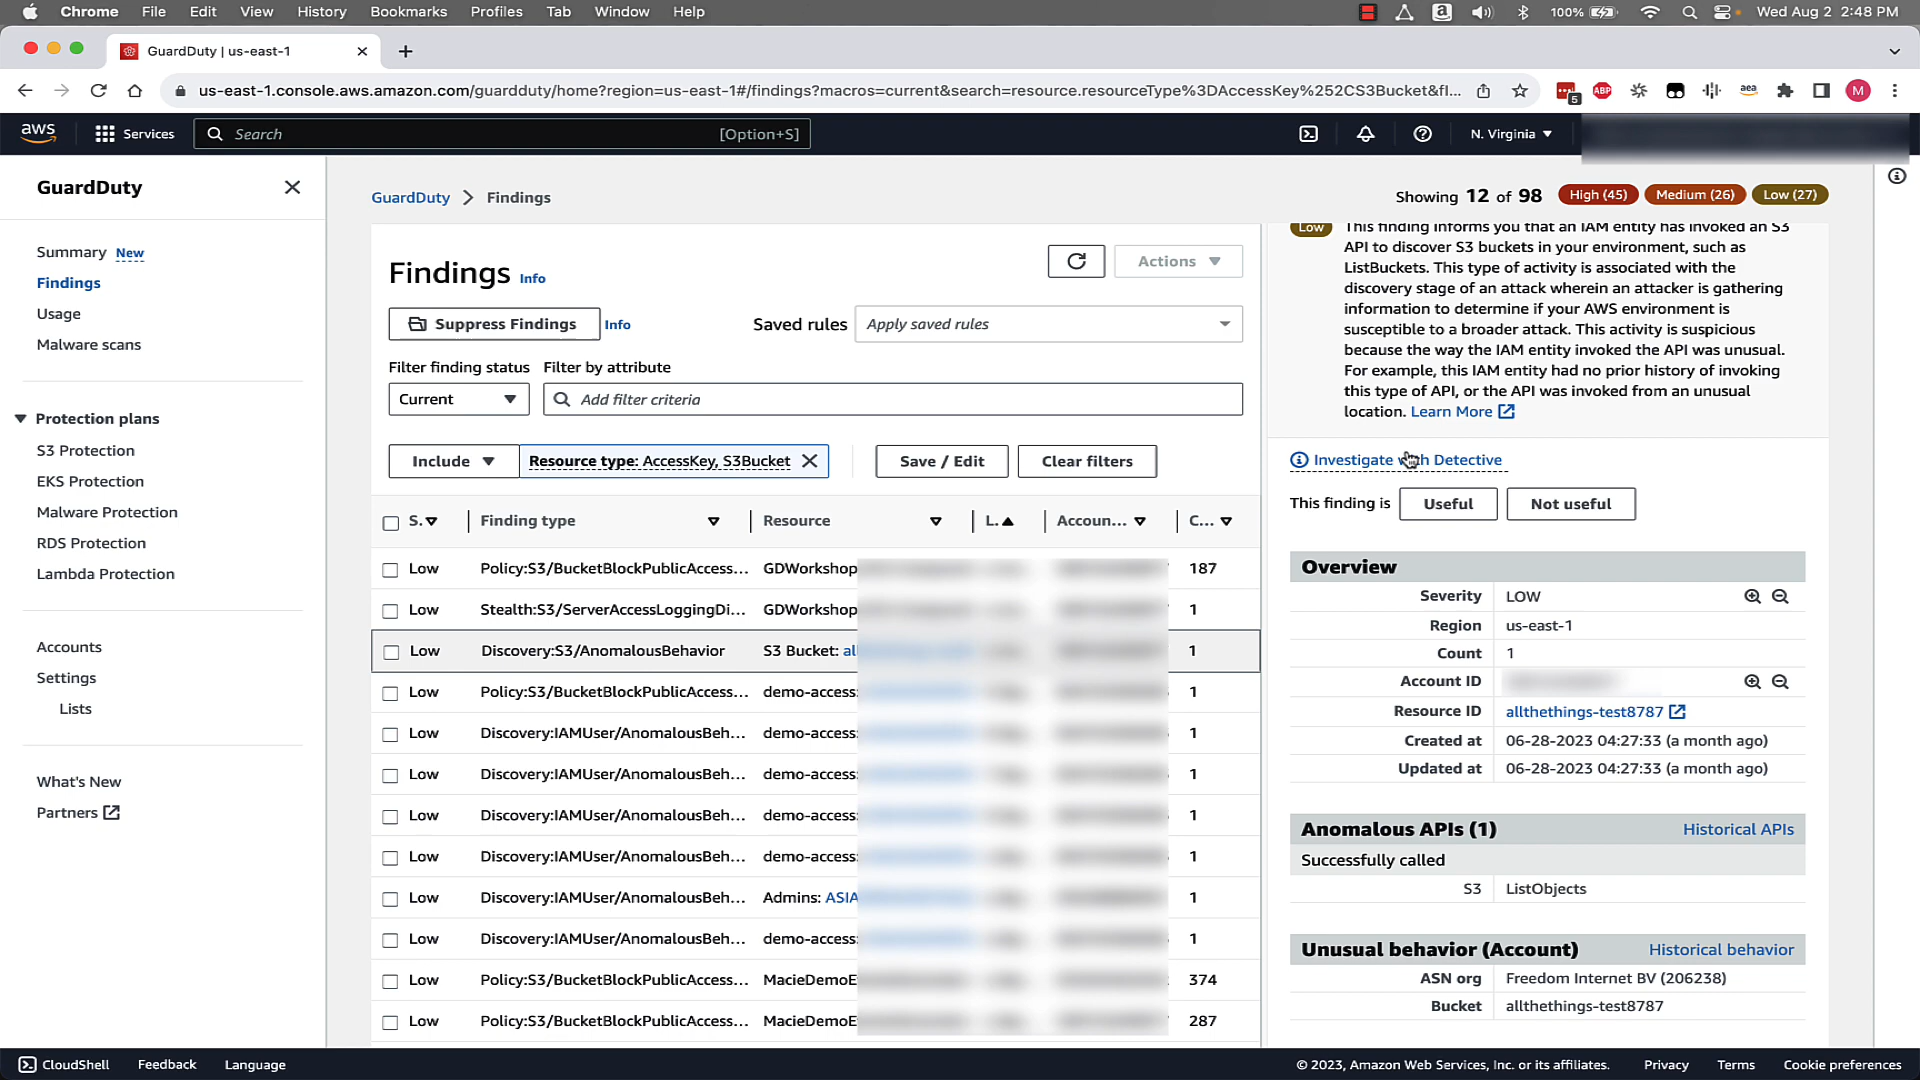 Chrome File Edit View History Bookmarks Profiles Tab Window Help 100% Wed Aug 2 2:48 PM
GuardDuty | us-east-1
us-east-1.console.aws.amazon.com/guardduty/home?region=us-east-1#/findings?macros=current&search=resource.resourceType%3DAccessKey%252CS3Bucket&fl...
5 ABP aea M
aws Services Search [Option+S] N. Virginia
GuardDuty
Summary New
Findings
Usage
Malware scans
Protection plans
S3 Protection
EKS Protection
Malware Protection
RDS Protection
Lambda Protection
Accounts
Settings
Lists
What's New
Partners
GuardDuty > Findings
Showing 12 of 98 High (45) Medium (26) Low (27)
Findings Info
Actions
Suppress Findings Info
Saved rules Apply saved rules
Filter finding status Filter by attribute
Current Add filter criteria
Include Resource type: AccessKey, S3Bucket Save / Edit Clear filters
S. Finding type Resource L. Accoun... C...
Low Policy:S3/BucketBlockPublicAccess... GDWorkshop 187
Low Stealth:S3/ServerAccessLoggingDi... GDWorkshop 1
Low Discovery:S3/AnomalousBehavior S3 Bucket: al 1
Low Policy:S3/BucketBlockPublicAccess... demo-access: 1
Low Discovery:IAMUser/AnomalousBeh... demo-access: 1
Low Discovery:IAMUser/AnomalousBeh... demo-access: 1
Low Discovery:IAMUser/AnomalousBeh... demo-access: 1
Low Discovery:IAMUser/AnomalousBeh... demo-access: 1
Low Discovery:IAMUser/AnomalousBeh... Admins: ASIA 1
Low Discovery:IAMUser/AnomalousBeh... demo-access: 1
Low Policy:S3/BucketBlockPublicAccess... MacieDemoE 374
Low Policy:S3/BucketBlockPublicAccess... MacieDemoE 287
Low This finding informs you that an IAM entity has invoked an S3
API to discover S3 buckets in your environment, such as
ListBuckets. This type of activity is associated with the
discovery stage of an attack wherein an attacker is gathering
information to determine if your AWS environment is
susceptible to a broader attack. This activity is suspicious
because the way the IAM entity invoked the API was unusual.
For example, this IAM entity had no prior history of invoking
this type of API, or the API was invoked from an unusual
location. Learn More
Investigate with Detective
This finding is Useful Not useful
Overview
Severity LOW
Region us-east-1
Count 1
Account ID
Resource ID allthethings-test8787
Created at 06-28-2023 04:27:33 (a month ago)
Updated at 06-28-2023 04:27:33 (a month ago)
Anomalous APIs (1) Historical APIs
Successfully called
S3 ListObjects
Unusual behavior (Account) Historical behavior
ASN org Freedom Internet BV (206238)
Bucket allthethings-test8787
CloudShell Feedback Language © 2023, Amazon Web Services, Inc. or its affiliates. Privacy Terms Cookie preferences